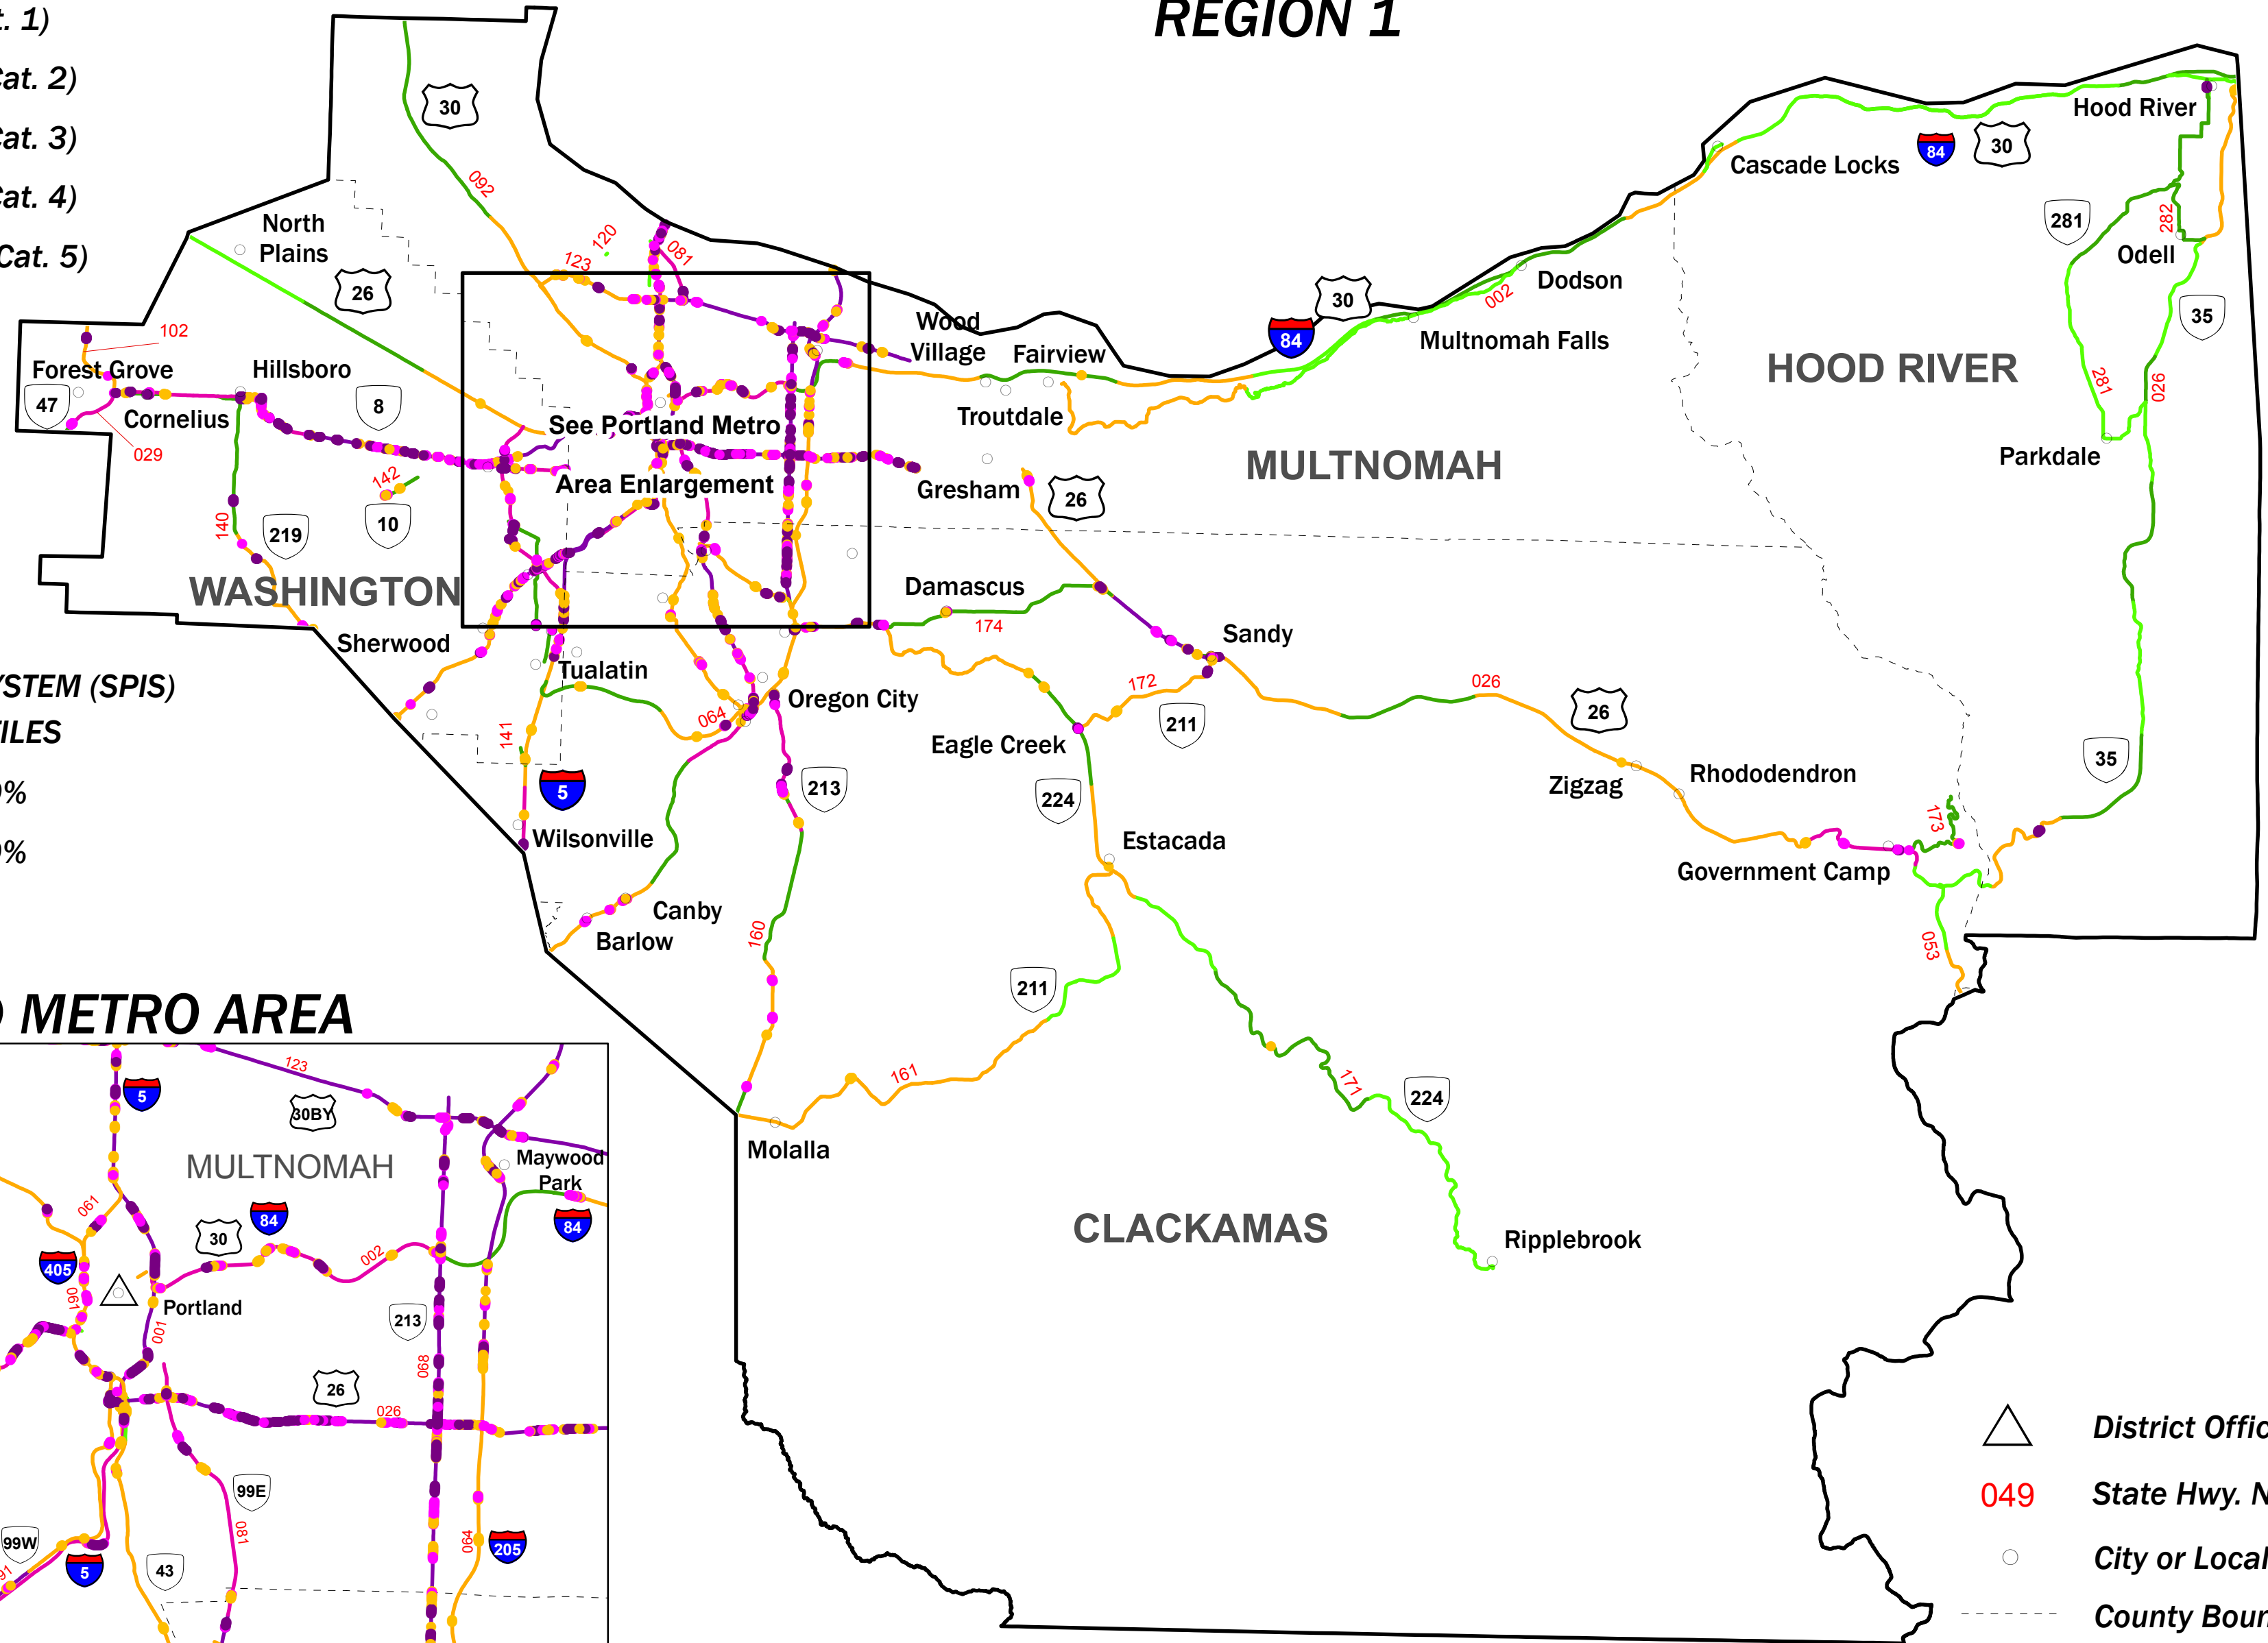 REGION 1
t. 1)
Cat. 2)
Cat. 3)
Cat. 4)
Cat. 5)
30
092
North
Plains
26
120
123
081
Hood River
Cascade Locks
84
30
281
282
Odell
35
Dodson
002
Multnomah Falls
30
84
Wood
Village
Fairview
Troutdale
HOOD RIVER
281
026
Parkdale
102
Forest Grove
Hillsboro
47
Cornelius
8
029
See Portland Metro
Area Enlargement
142
10
140
219
WASHINGTON
Gresham
26
MULTNOMAH
Damascus
174
Sherwood
Sandy
Tualatin
172
026
26
211
Oregon City
064
141
Eagle Creek
35
5
213
Zigzag
Rhododendron
224
Wilsonville
173
Estacada
Government Camp
Canby
Barlow
160
053
211
161
171
224
Molalla
CLACKAMAS
Ripplebrook
YSTEM (SPIS)
TILES
9%
9%
METRO AREA
123
5
30BY
MULTNOMAH
Maywood
Park
061
84
30
84
405
002
061
Portland
001
213
068
26
026
99E
99W
081
064
205
5
43
91
District Offic
049
State Hwy. N
City or Local
County Boun